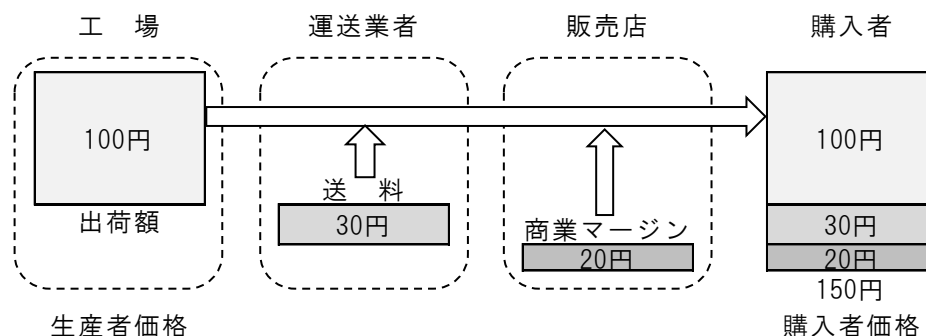 工　場
運送業者
販売店
購入者
100円
100円
送　料
出荷額
30円
30円
商業マージン
20円
20円
150円
生産者価格
購入者価格